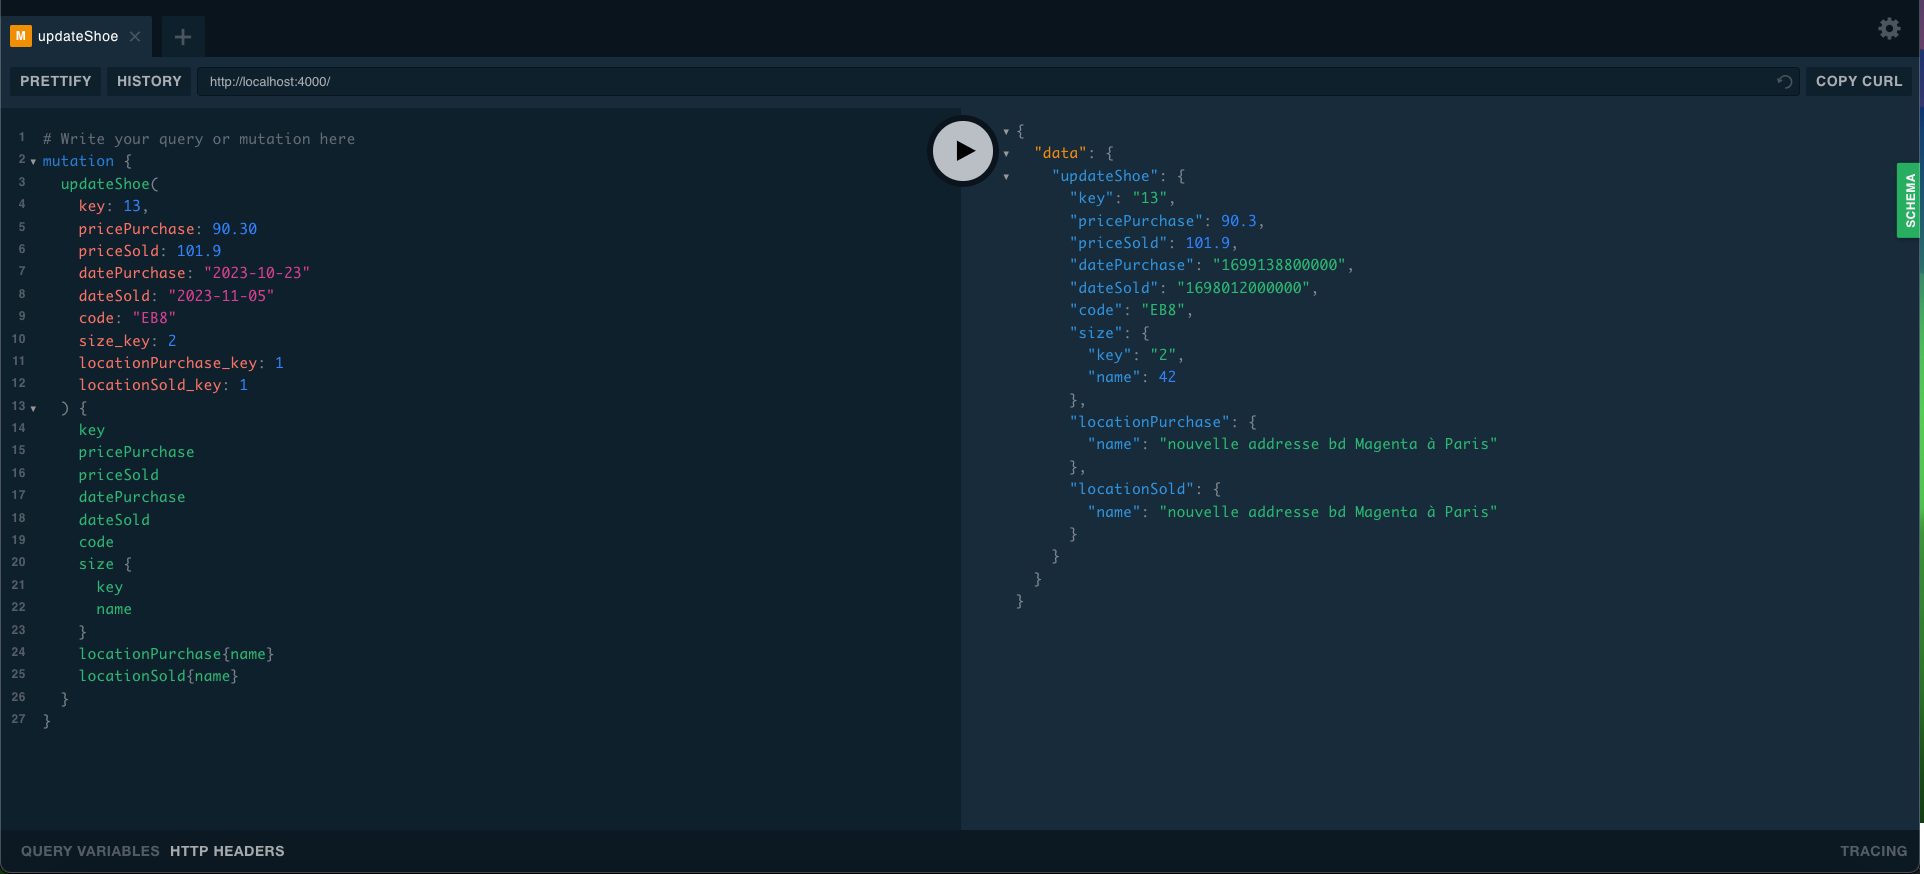 M updateShoe × +
PRETTIFY HISTORY http://localhost:4000/ COPY CURL
1 # Write your query or mutation here
2 mutation {
3 updateShoe(
4 key: 13,
5 pricePurchase: 90.30
6 priceSold: 101.9
7 datePurchase: "2023-10-23"
8 dateSold: "2023-11-05"
9 code: "EB8"
10 size_key: 2
11 locationPurchase_key: 1
12 locationSold_key: 1
13 ) {
14 key
15 pricePurchase
16 priceSold
17 datePurchase
18 dateSold
19 code
20 size {
21 key
22 name
23 }
24 locationPurchase{name}
25 locationSold{name}
26 }
27 }
{
"data": {
"updateShoe": {
"key": "13",
"pricePurchase": 90.3,
"priceSold": 101.9,
"datePurchase": "1699138800000",
"dateSold": "1698012000000",
"code": "EB8",
"size": {
"key": "2",
"name": 42
},
"locationPurchase": {
"name": "nouvelle addresse bd Magenta à Paris"
},
"locationSold": {
"name": "nouvelle addresse bd Magenta à Paris"
}
}
}
}
SCHEMA
QUERY VARIABLES HTTP HEADERS TRACING